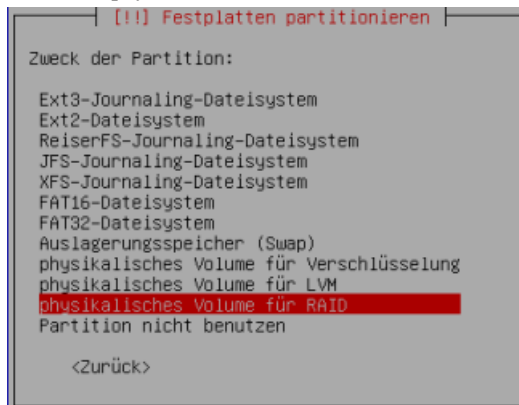 [!!] Festplatten partitionieren
Zweck der Partition:
Ext3-Journaling-Dateisystem
Ext2-Dateisystem
ReiserFS-Journaling-Dateisystem
JFS-Journaling-Dateisystem
XFS-Journaling-Dateisystem
FAT16-Dateisystem
FAT32-Dateisystem
Auslagerungsspeicher (Swap)
physikalisches Volume für Verschlüsselung
physikalisches Volume für LVM
physikalisches Volume für RAID
Partition nicht benutzen
<Zurück>